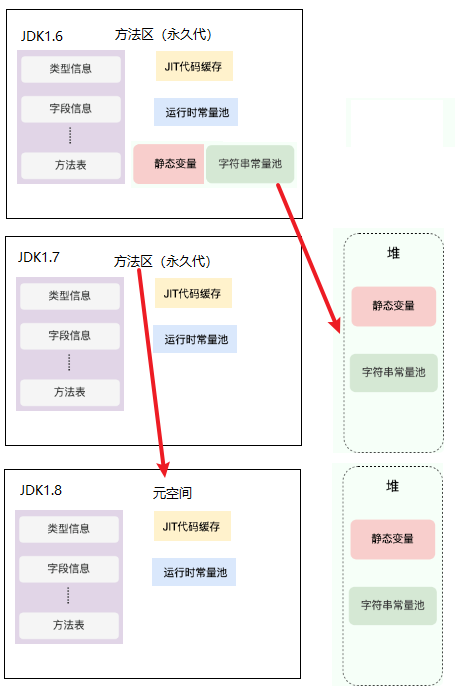 JDK1.6
方法区（永久代）
类型信息
JIT代码缓存
字段信息
运行时常量池
方法表
静态变量
字符串常量池
JDK1.7
方法区（永久代）
堆
类型信息
JIT代码缓存
静态变量
字段信息
运行时常量池
字符串常量池
方法表
JDK1.8
元空间
堆
类型信息
JIT代码缓存
静态变量
字段信息
运行时常量池
字符串常量池
方法表